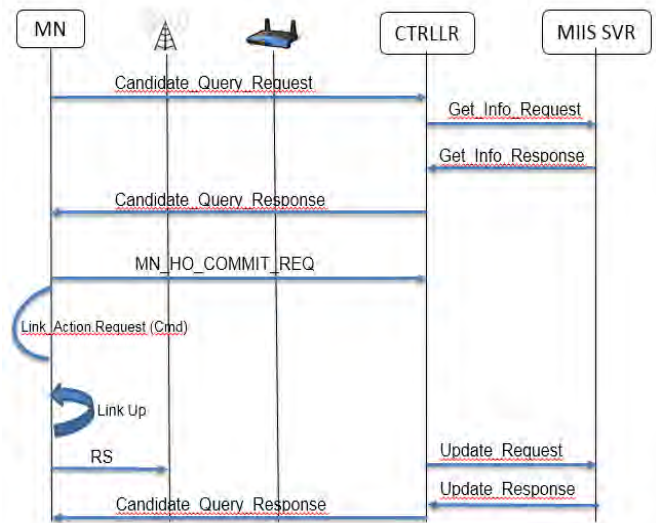 MN
CTRLLR
MIIS SVR
Candidate_Query_Request
Get_Info_Request
Get_Info_Response
Candidate_Query_Response
MN_HO_COMMIT_REQ
Link_Action.Request (Cmd)
Link Up
RS
Update_Request
Update_Response
Candidate_Query_Response